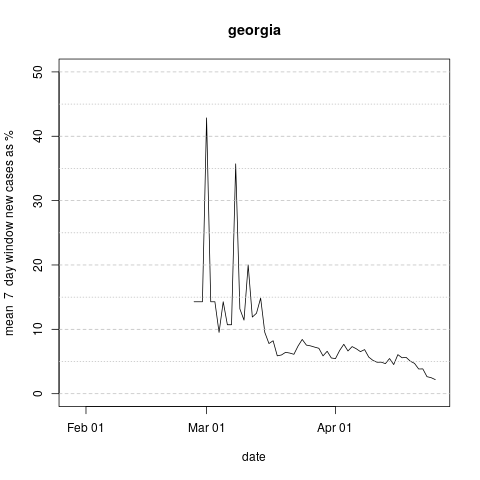 georgia
mean 7 day window new cases as %
50
40
30
20
10
0
Feb 01
Mar 01
Apr 01
date